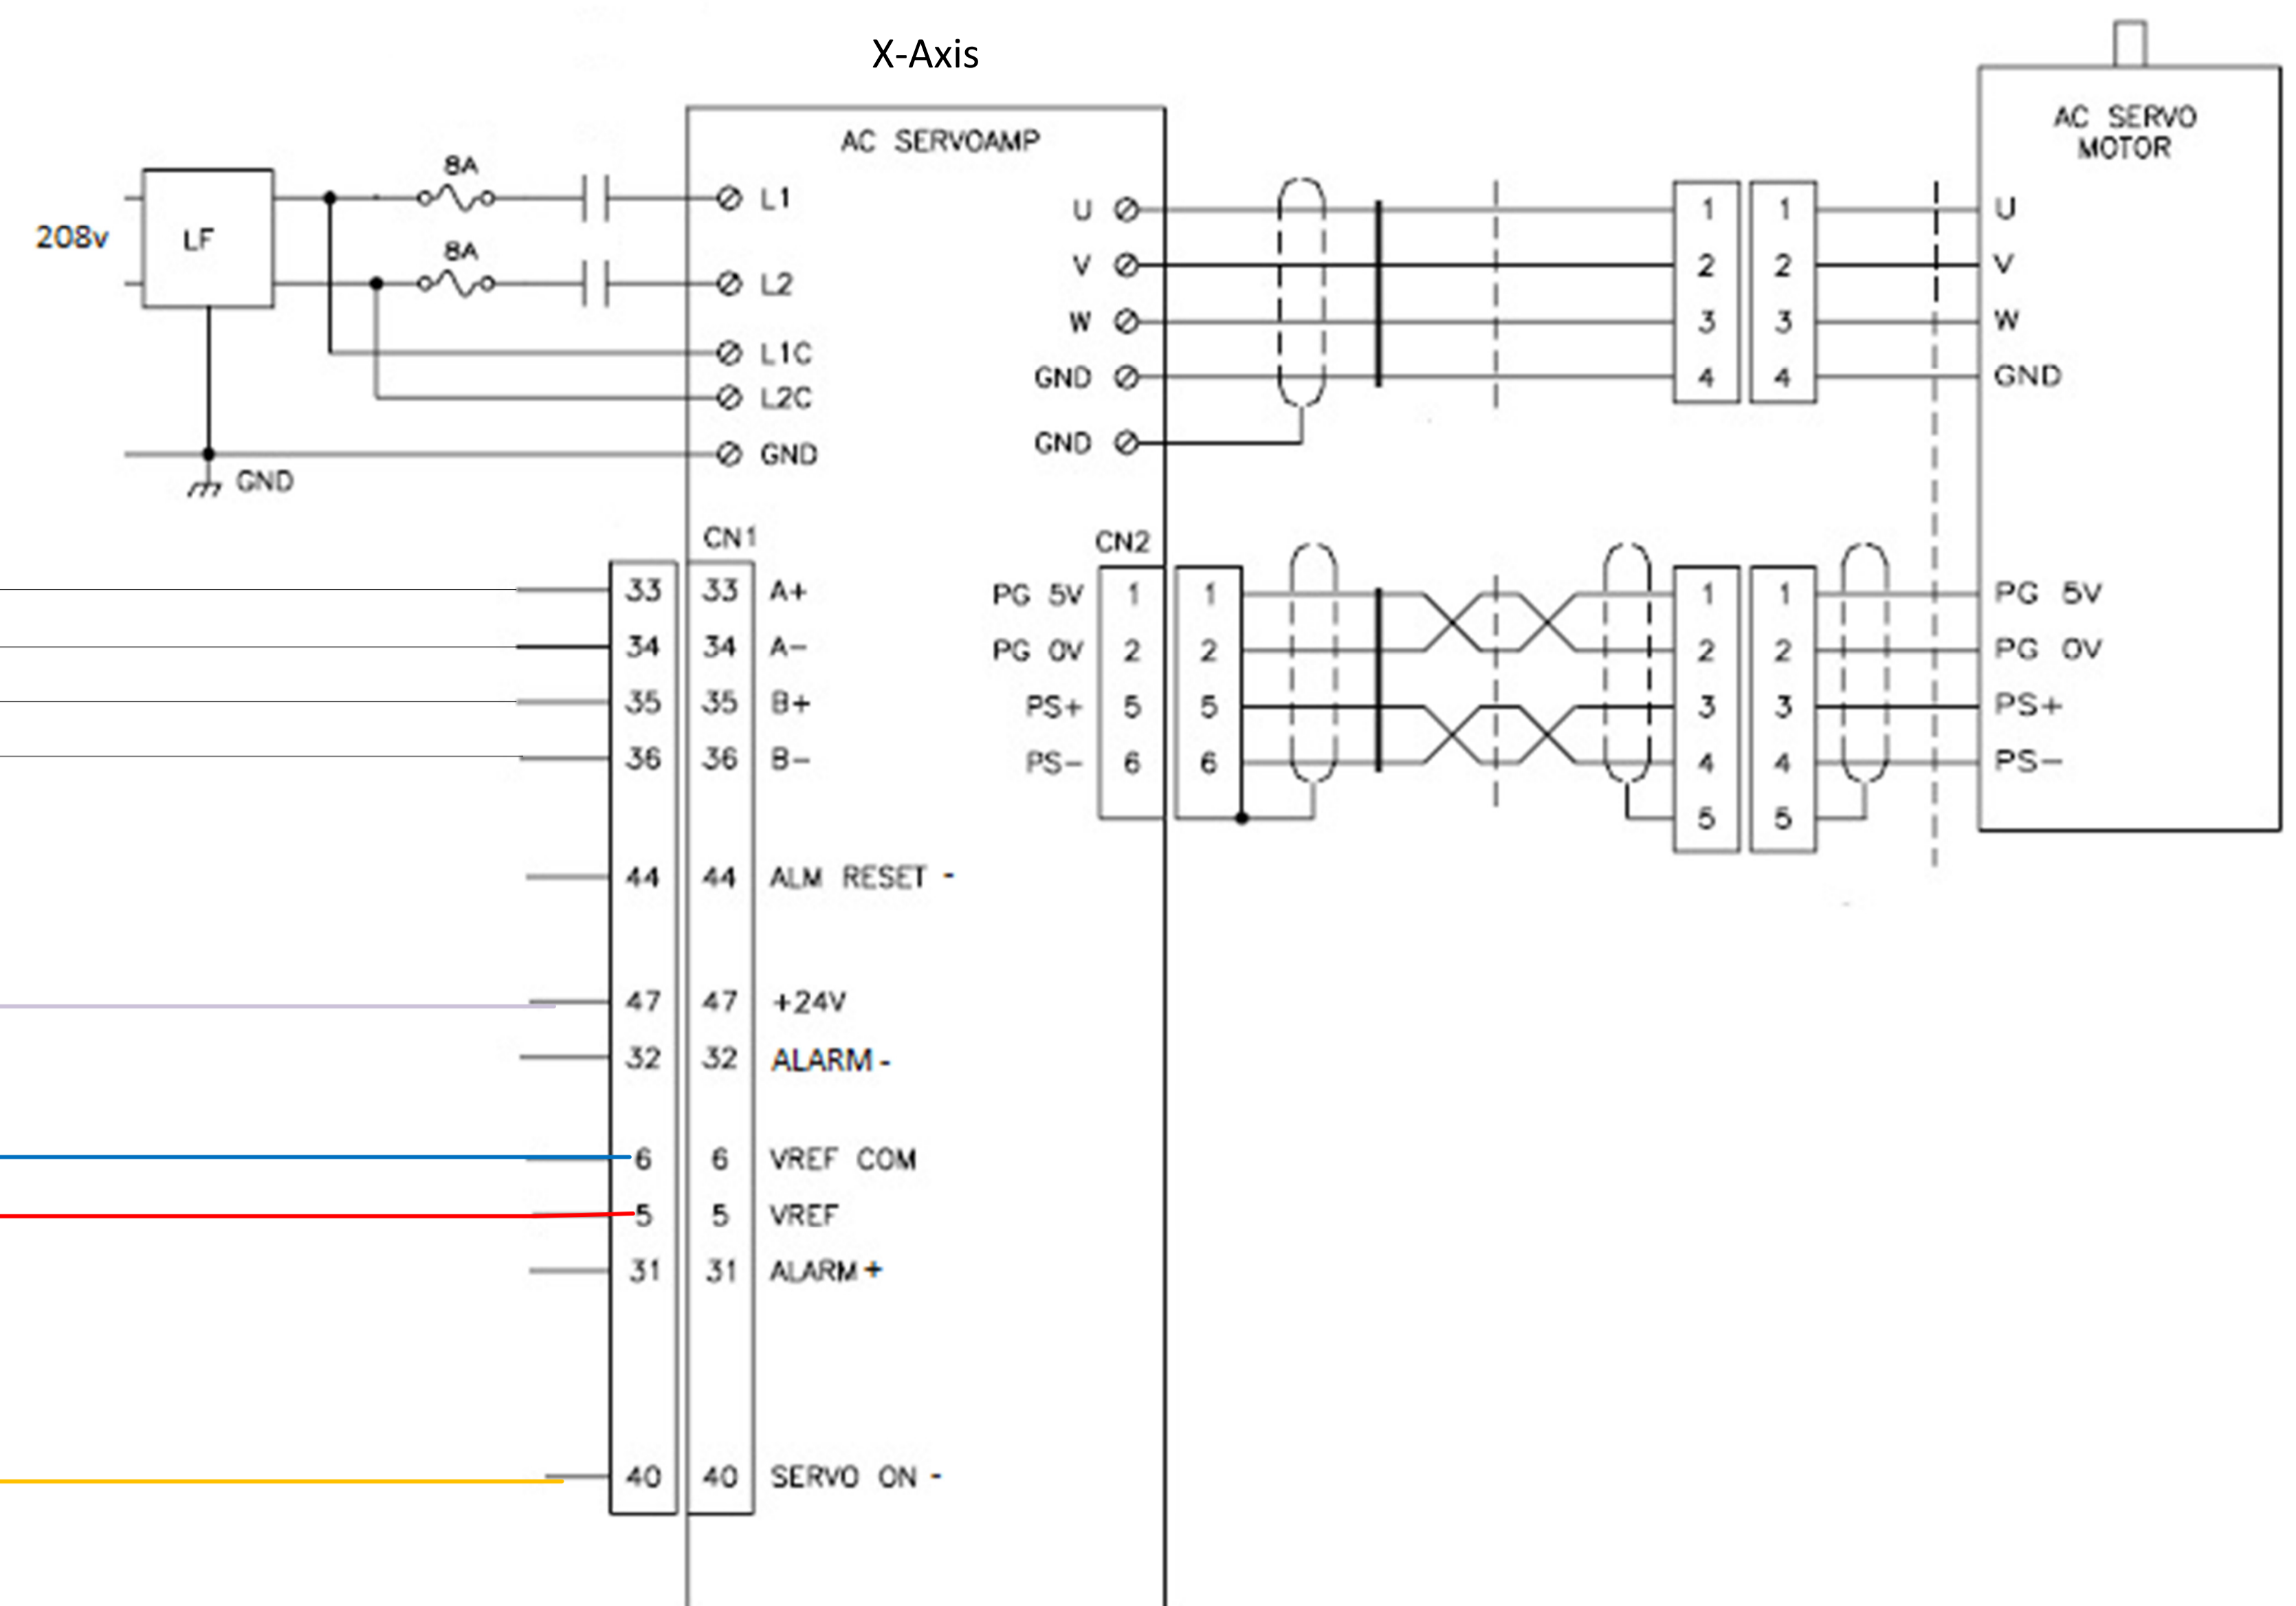 X-Axis
AC SERVOAMP
AC SERVO
MOTOR
208v
LF
8A
8A
L1
L2
L1C
L2C
GND
GND
U
V
W
GND
GND
1 1
2 2
3 3
4 4
U
V
W
GND
CN1
33 33 A+
34 34 A-
35 35 B+
36 36 B-
44 44 ALM RESET -
47 47 +24V
32 32 ALARM -
6 6 VREF COM
5 5 VREF
31 31 ALARM +
40 40 SERVO ON -
CN2
PG 5V 1 1
PG 0V 2 2
PS+ 5 5
PS- 6 6
1 1 PG 5V
2 2 PG 0V
3 3 PS+
4 4 PS-
5 5